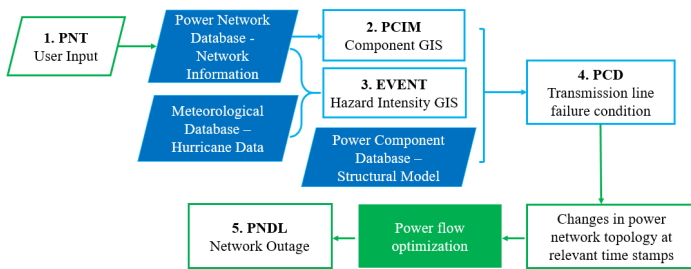 1. PNT
User Input
Power Network
Database -
Network
Information
2. PCIM
Component GIS
3. EVENT
Hazard Intensity GIS
Meteorological
Database –
Hurricane Data
Power Component
Database –
Structural Model
4. PCD
Transmission line
failure condition
5. PNDL
Network Outage
Power flow
optimization
Changes in power
network topology at
relevant time stamps